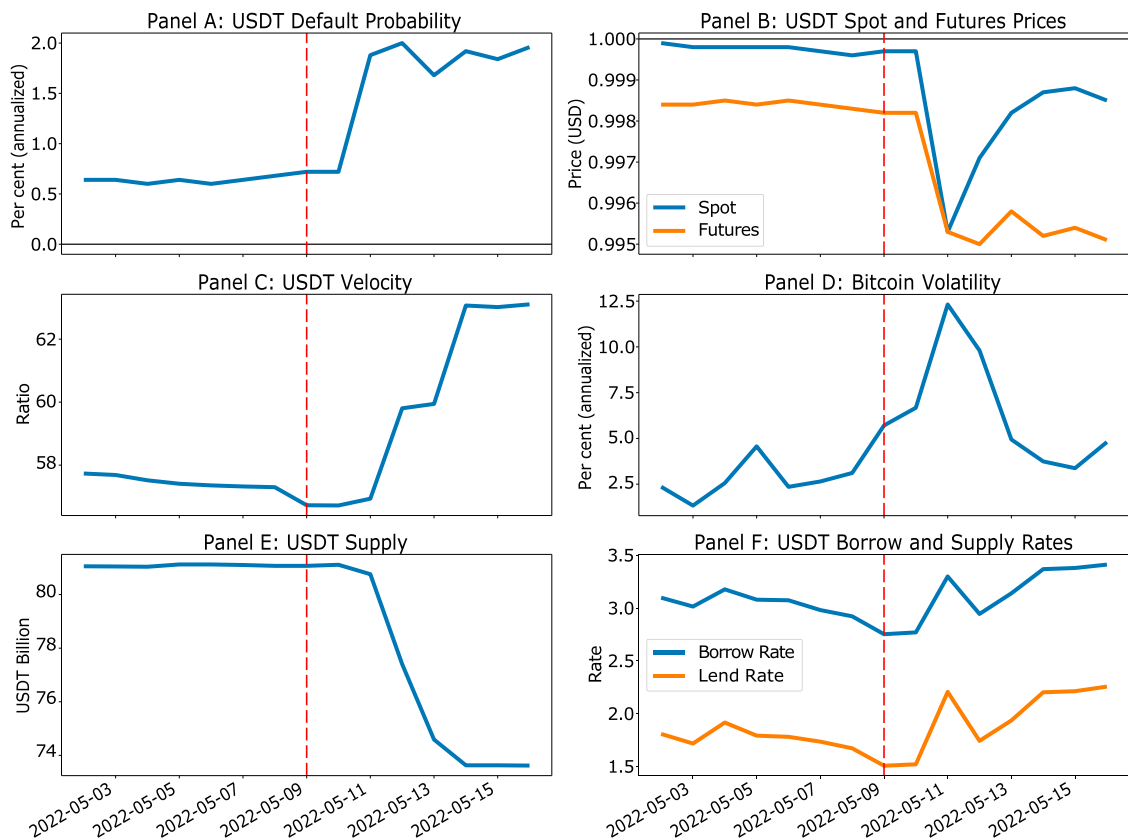 Panel A: USDT Default Probability
Per cent (annualized)
2.0
1.5
1.0
0.5
0.0
Panel B: USDT Spot and Futures Prices
Price (USD)
1.000
0.999
0.998
0.997
0.996
0.995
Spot
Futures
Panel C: USDT Velocity
Ratio
62
60
58
Panel D: Bitcoin Volatility
Per cent (annualized)
12.5
10.0
7.5
5.0
2.5
Panel E: USDT Supply
USDT Billion
80
78
76
74
2022-05-03
2022-05-05
2022-05-07
2022-05-09
2022-05-11
2022-05-13
2022-05-15
Panel F: USDT Borrow and Supply Rates
Rate
3.5
3.0
2.5
2.0
1.5
Borrow Rate
Lend Rate
2022-05-03
2022-05-05
2022-05-07
2022-05-09
2022-05-11
2022-05-13
2022-05-15